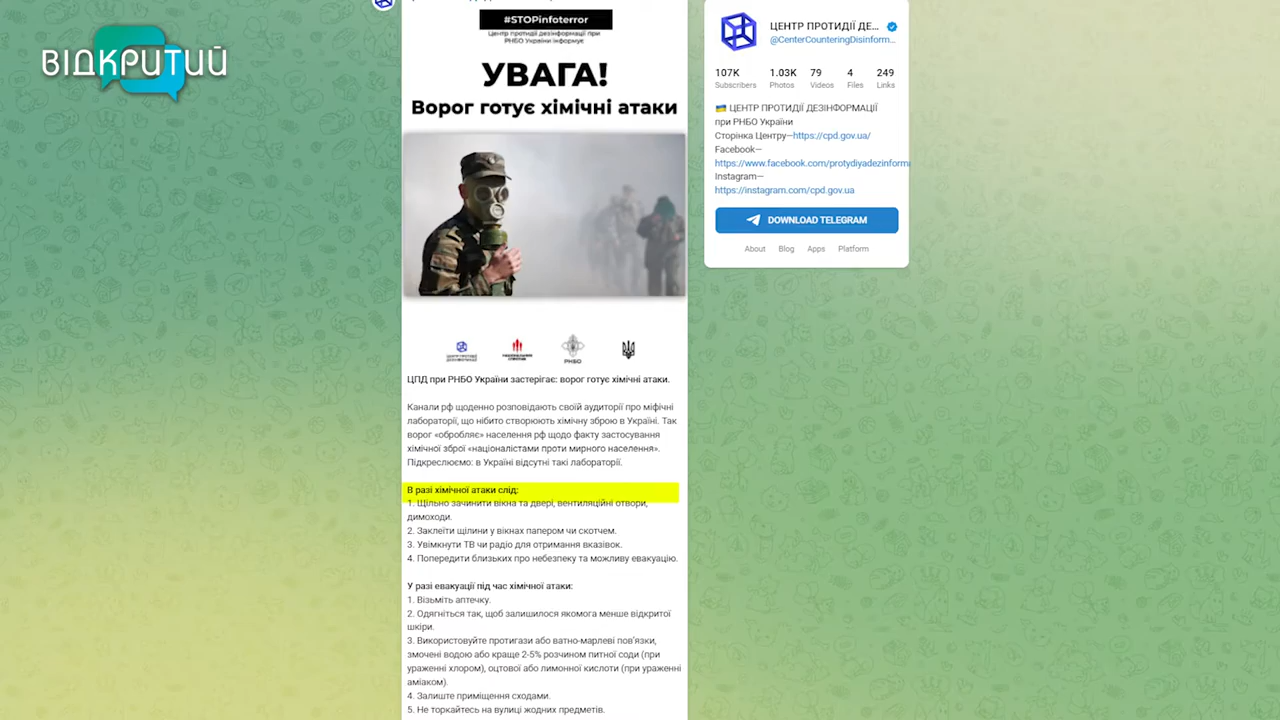 ВІДКРИТИЙ
#STOPinfoterror
Центр протидії дезінформації при
РНБО України інформує
УВАГА!
Ворог готує хімічні атаки
РНБО
ЦПД при РНБО України застерігає: ворог готує хімічні атаки.
Канали рф щоденно розповідають своїй аудиторії про міфічні
лабораторії, що нібито створюють хімічну зброю в Україні. Так
ворог «обробляє» населення рф щодо факту застосування
хімічної зброї «націоналістами проти мирного населення».
Підкреслюємо: в Україні відсутні такі лабораторії.
В разі хімічної атаки слід:
1. Щільно зачинити вікна та двері, вентиляційні отвори,
димоходи.
2. Заклеїти щілини у вікнах папером чи скотчем.
3. Увімкнути ТВ чи радіо для отримання вказівок.
4. Попередити близьких про небезпеку та можливу евакуацію.
У разі евакуації під час хімічної атаки:
1. Візьміть аптечку.
2. Одягніться так, щоб залишилося якомога менше відкритої
шкіри.
3. Використовуйте протигази або ватно-марлеві пов’язки,
змочені водою або краще 2-5% розчином питної соди (при
ураженні хлором), оцтової або лимонної кислоти (при ураженні
аміаком).
4. Залиште приміщення сходами.
5. Не торкайтесь на вулиці жодних предметів.
ЦЕНТР ПРОТИДІЇ ДЕ...
@CenterCounteringDisinform...
107K 1.03K 79 4 249
Subscribers Photos Videos Files Links
ЦЕНТР ПРОТИДІЇ ДЕЗІНФОРМАЦІЇ
при РНБО України
Сторінка Центру—https://cpd.gov.ua/
Facebook—
https://www.facebook.com/protydiyadezinform
Instagram—
https://instagram.com/cpd.gov.ua
DOWNLOAD TELEGRAM
About Blog Apps Platform